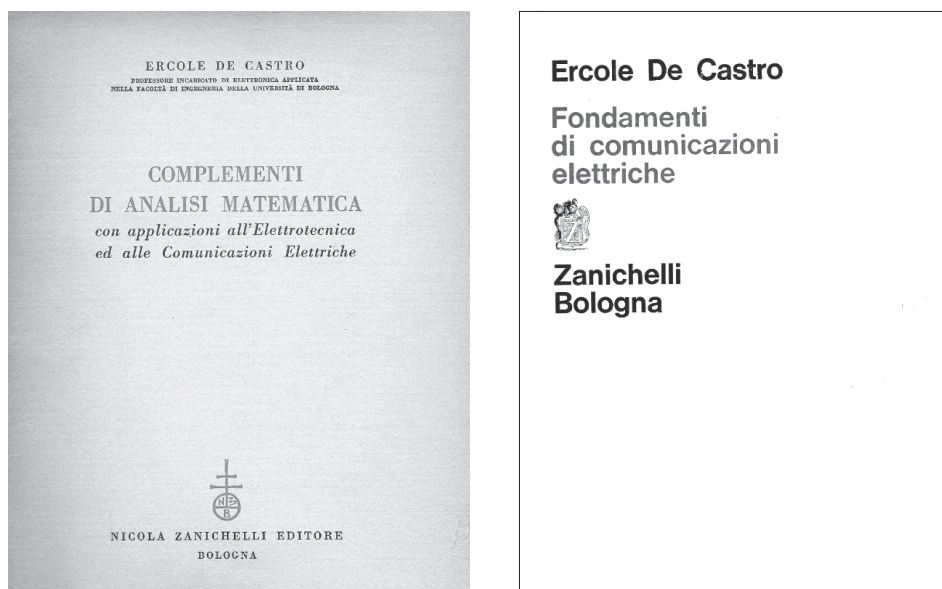 ERCOLE DE CASTRO
PROFESSORE INCARICATO DI ELETTRONICA APPLICATA
NELLA FACOLTÀ DI INGEGNERIA DELLA UNIVERSITÀ DI BOLOGNA
COMPLEMENTI
DI ANALISI MATEMATICA
con applicazioni all'Elettrotecnica
ed alle Comunicazioni Elettriche
N Z
B
NICOLA ZANICHELLI EDITORE
BOLOGNA
Ercole De Castro
Fondamenti
di comunicazioni
elettriche
Z
Zanichelli
Bologna